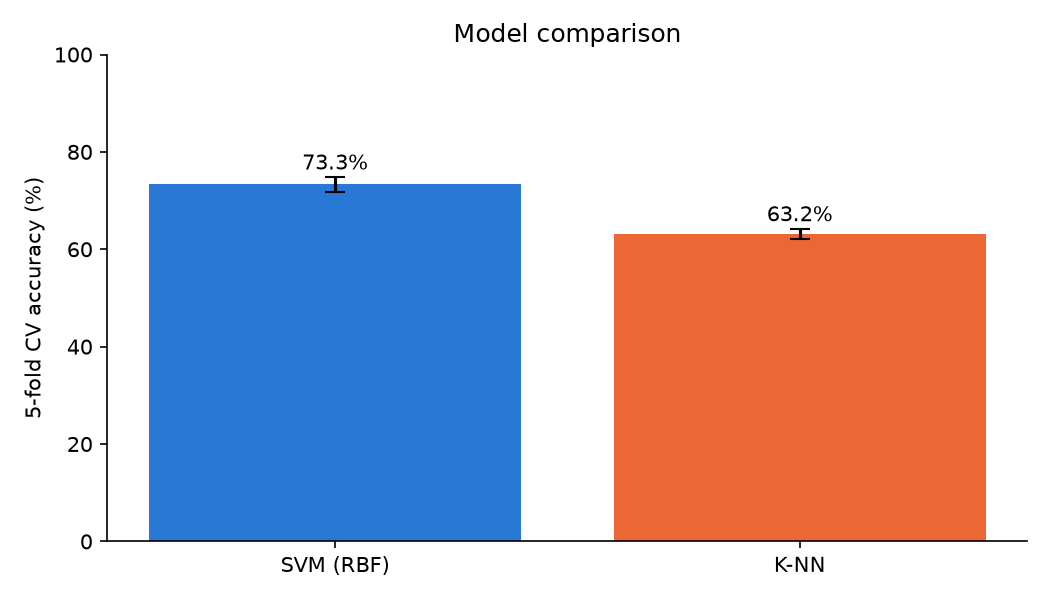 Model comparison
5-fold CV accuracy (%)
100
80
60
40
20
0
73.3%
63.2%
SVM (RBF)
K-NN